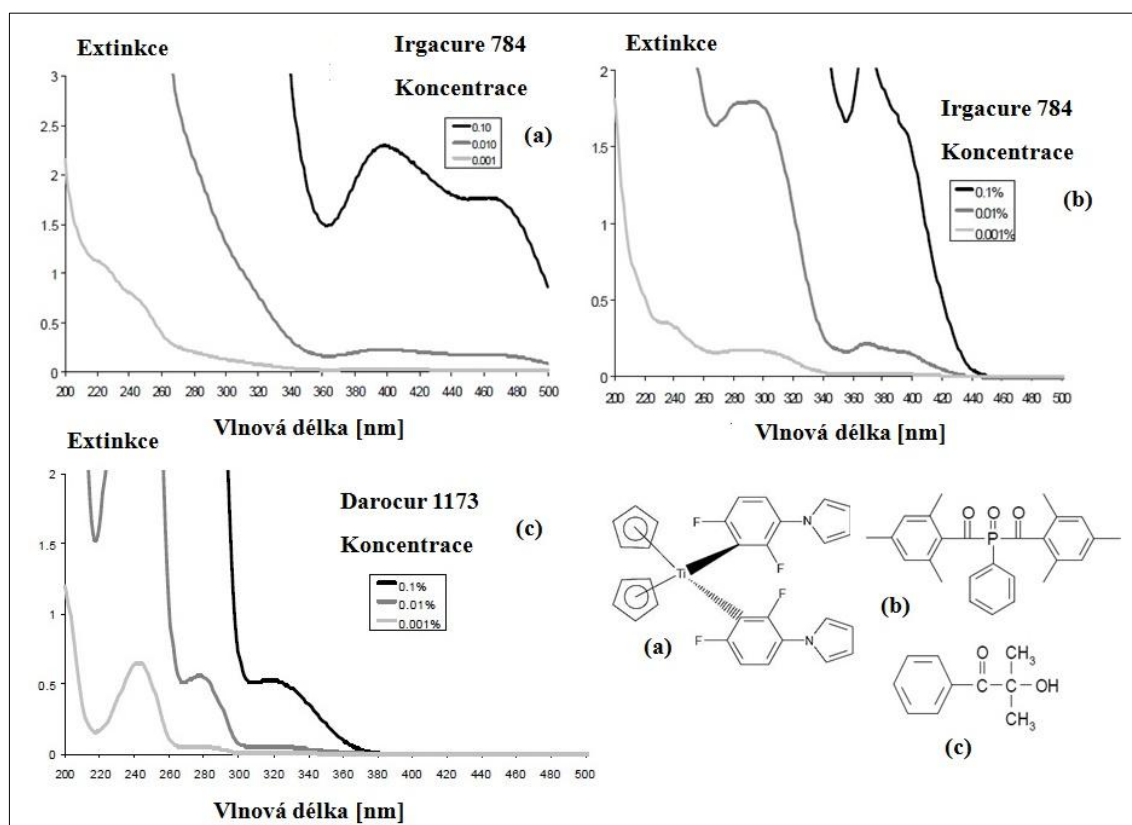 Extinkce
Irgacure 784
Koncentrace
0.10
0.010
0.001
(a)
3
2.5
2
1.5
1
0.5
0
200 220 240 260 280 300 320 340 360 380 400 420 440 460 480 500
Vlnová délka [nm]
Extinkce
Irgacure 784
Koncentrace
0.1%
0.01%
0.001%
(b)
2
1.5
1
0.5
0
200 220 240 260 280 300 320 340 360 380 400 420 440 460 480 500
Vlnová délka [nm]
Extinkce
Darocur 1173
(c)
Koncentrace
0.1%
0.01%
0.001%
2
1.5
1
0.5
0
200 220 240 260 280 300 320 340 360 380 400 420 440 460 480 500
Vlnová délka [nm]
F
N
F
Ti
F
F
N
(a)
O O O
C P C
(b)
O CH3
C C OH
CH3
(c)